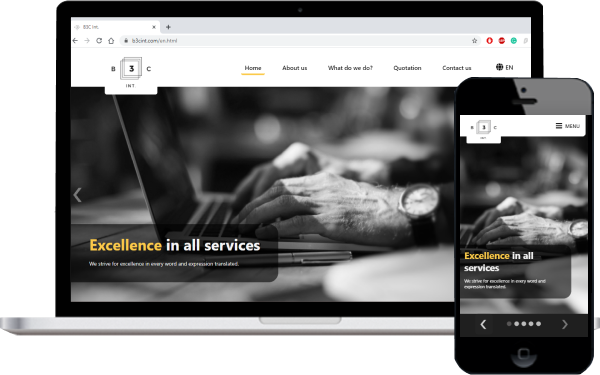 B3C Int.
b3cint.com/en.html
B 3 C
INT
Home About us What do we do? Quotation Contact us EN
Excellence in all services
We strive for excellence in every word and expression translated.
B 3 C
INT
MENU
Excellence in all
services
We strive for excellence in every word and
expression translated.